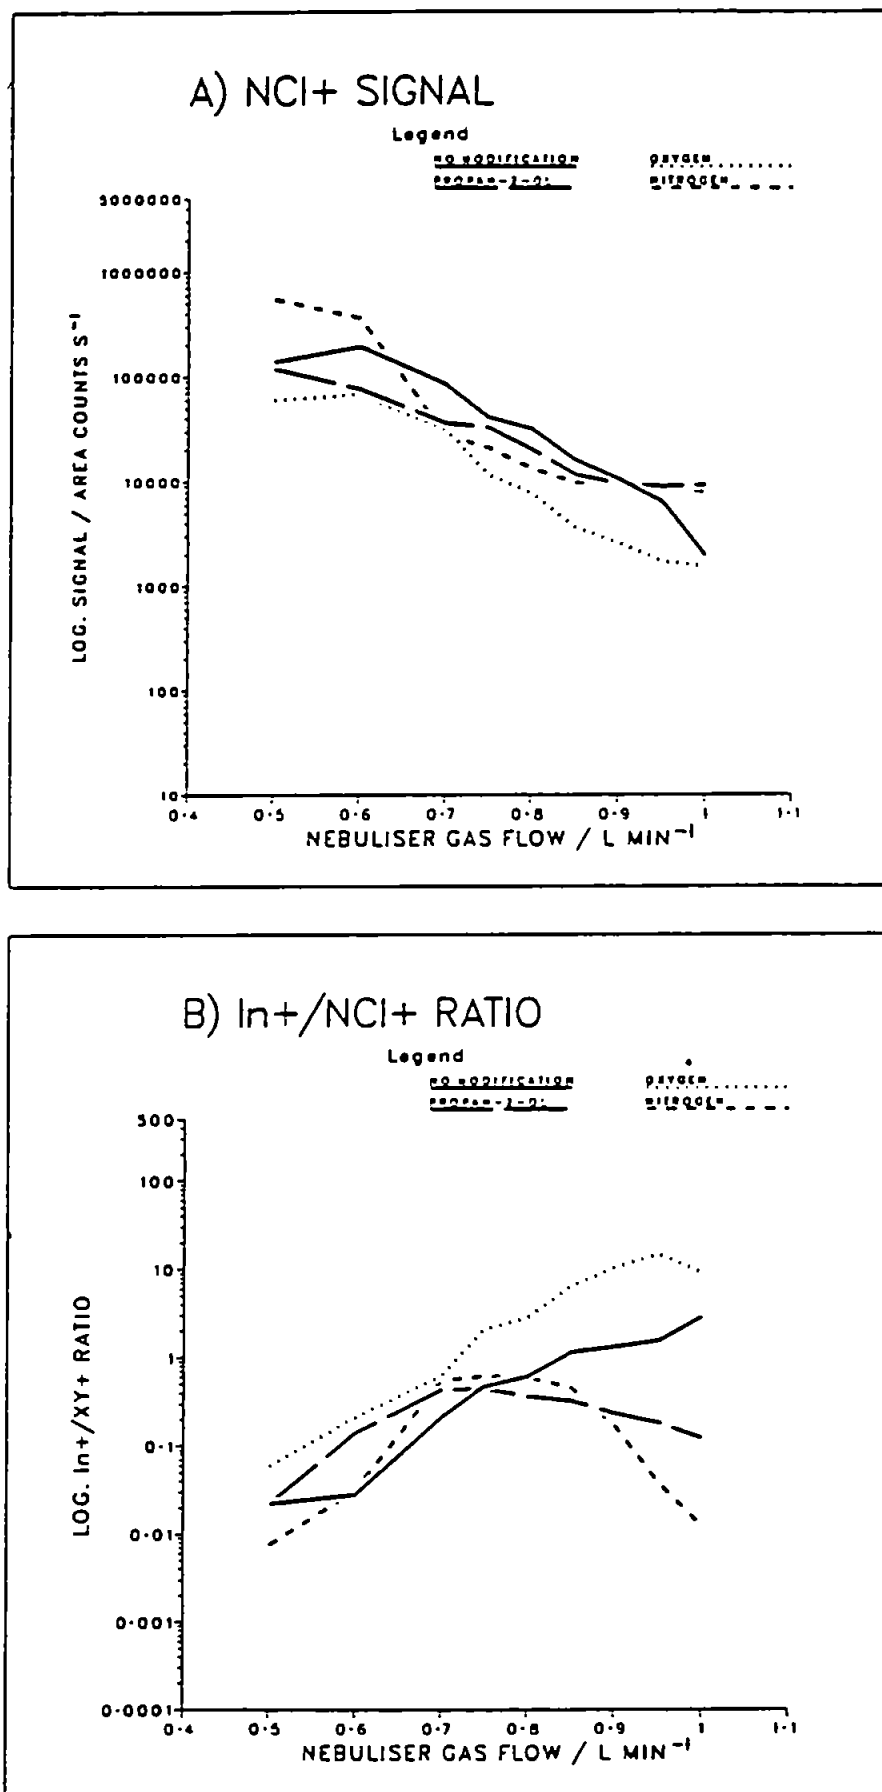 A) NCl+ SIGNAL
Legend
NO MODIFICATION OXYGEN
PROPAN-2-OL NITROGEN
5000000
1000000
100000
10000
1000
100
10
LOG. SIGNAL / AREA COUNTS S⁻¹
0·4 0·5 0·6 0·7 0·8 0·9 1 1·1
NEBULISER GAS FLOW / L MIN⁻¹
B) In+/NCl+ RATIO
Legend
NO MODIFICATION OXYGEN
PROPAN-2-OL NITROGEN
500
100
10
1
0·1
0·01
0·001
0·0001
LOG. In+/XY+ RATIO
0·4 0·5 0·6 0·7 0·8 0·9 1 1·1
NEBULISER GAS FLOW / L MIN⁻¹